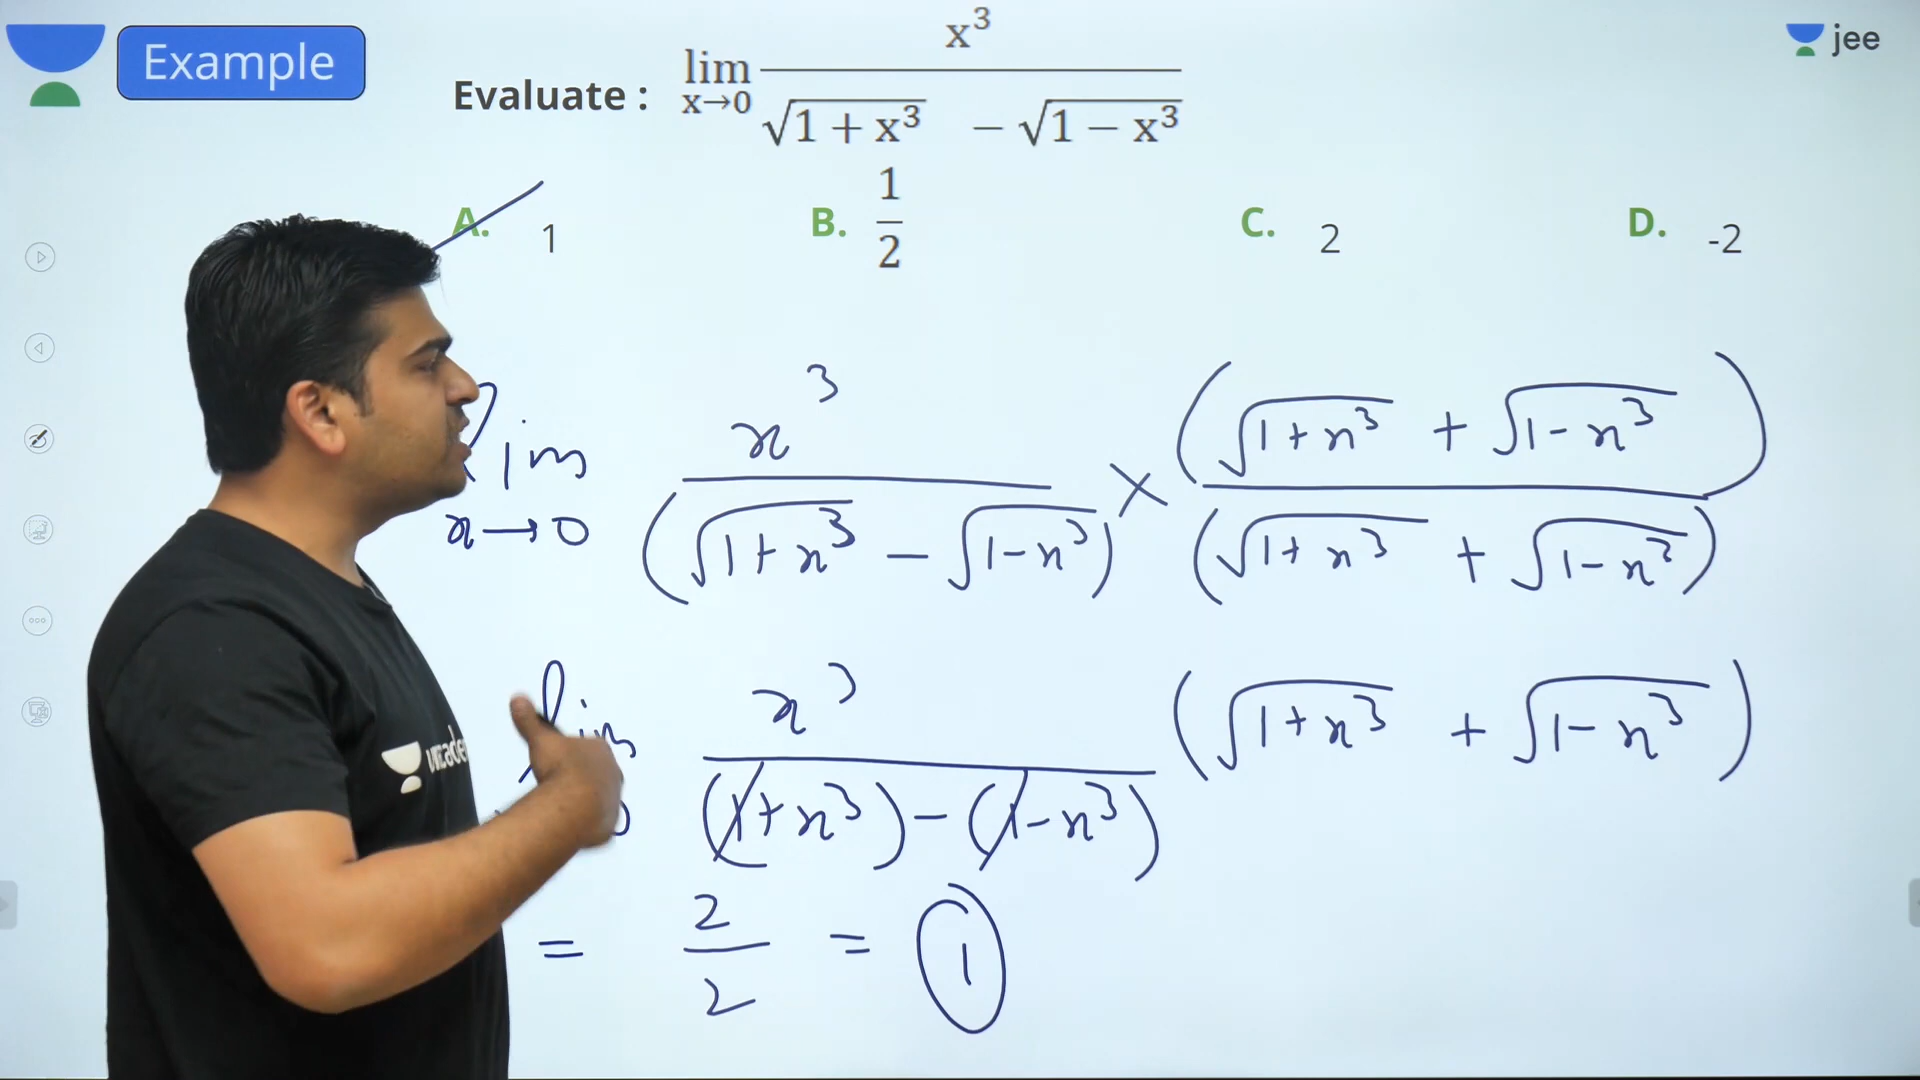 Example
Evaluate : lim x→0 x³ / (√(1 + x³) − √(1 − x³))
jee
A. 1
B. 1/2
C. 2
D. -2
lim x→0 x³ / (√(1+x³) − √(1−x³)) × (√(1+x³) + √(1−x³)) / (√(1+x³) + √(1−x³))
lim x³ / ((1+x³) − (1−x³)) (√(1+x³) + √(1−x³))
= 2/2 = 1